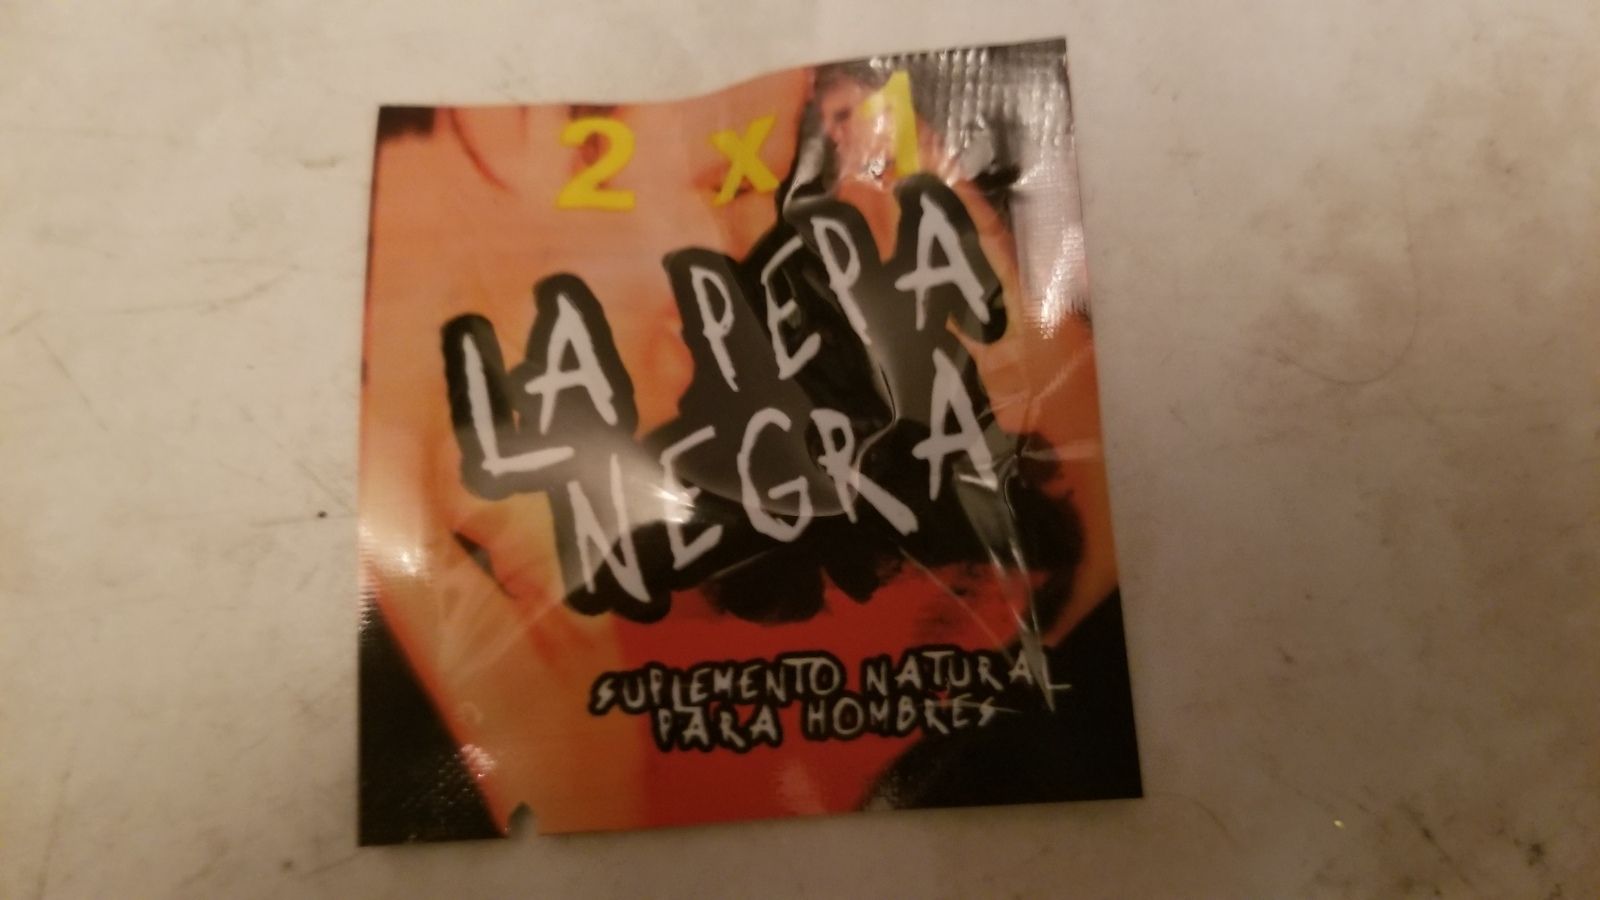 2 x 1
LA PEPA
NEGRA
SUPLEMENTO NATURAL
PARA HOMBRES